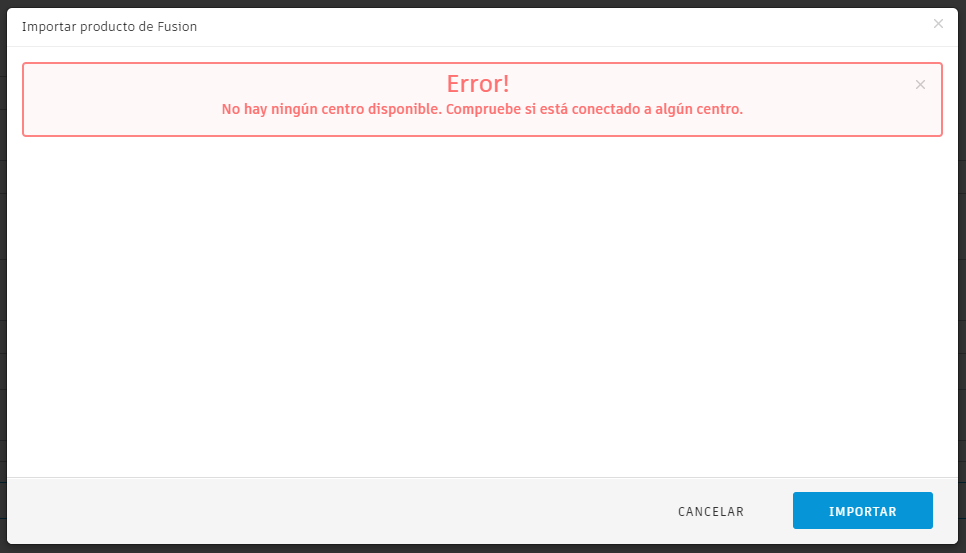 Importar producto de Fusion
Error!
No hay ningún centro disponible. Compruebe si está conectado a algún centro.
CANCELAR
IMPORTAR